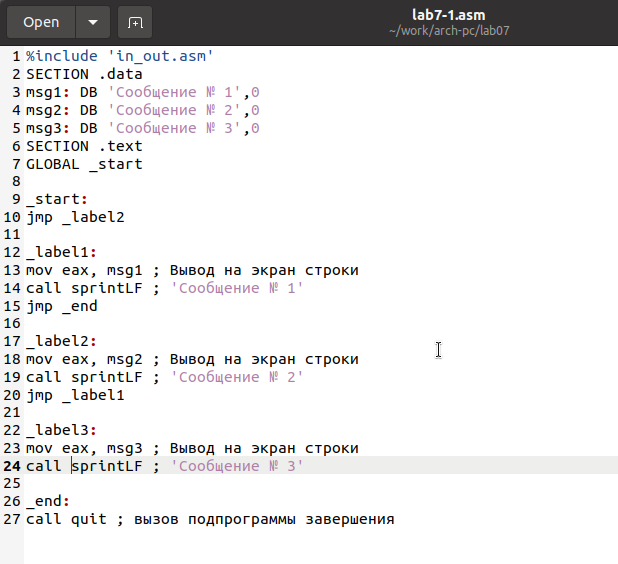 Open
lab7-1.asm
~/work/arch-pc/lab07
1 %include 'in_out.asm'
2 SECTION .data
3 msg1: DB 'Сообщение № 1',0
4 msg2: DB 'Сообщение № 2',0
5 msg3: DB 'Сообщение № 3',0
6 SECTION .text
7 GLOBAL _start
8
9 _start:
10 jmp _label2
11
12 _label1:
13 mov eax, msg1 ; Вывод на экран строки
14 call sprintLF ; 'Сообщение № 1'
15 jmp _end
16
17 _label2:
18 mov eax, msg2 ; Вывод на экран строки
19 call sprintLF ; 'Сообщение № 2'
20 jmp _label1
21
22 _label3:
23 mov eax, msg3 ; Вывод на экран строки
24 call sprintLF ; 'Сообщение № 3'
25
26 _end:
27 call quit ; вызов подпрограммы завершения